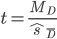 t = M_D / ŝ_D̅